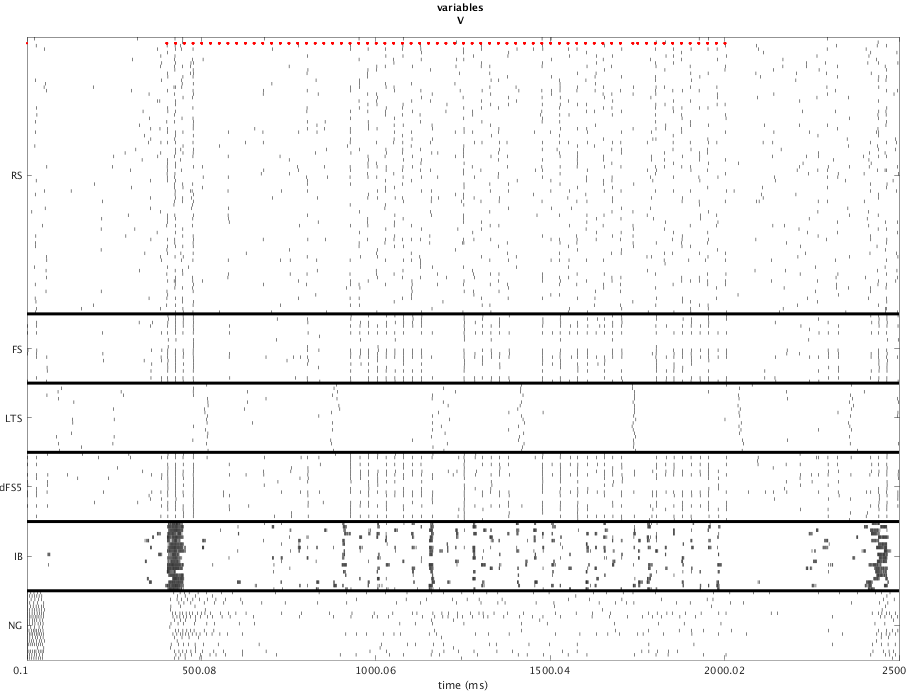 variables
V
RS
FS
LTS
dFS5
IB
NG
0.1
500.08
1000.06
1500.04
2000.02
2500
time (ms)